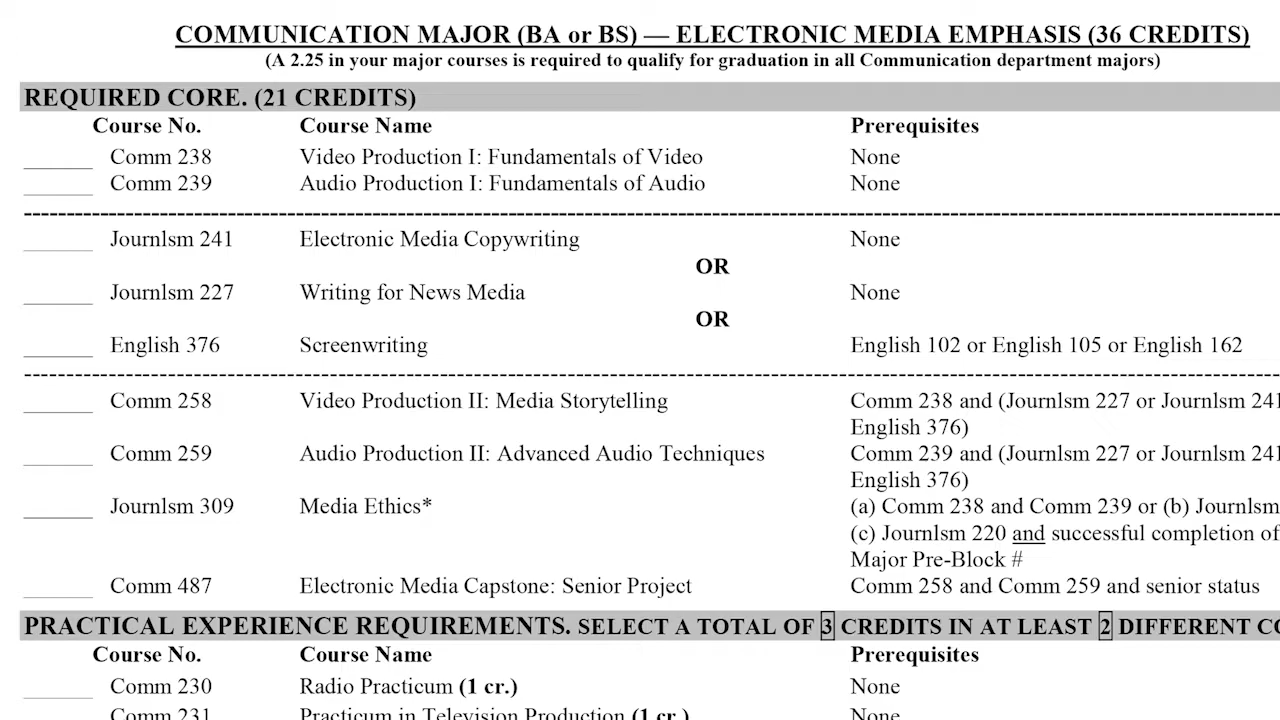 COMMUNICATION MAJOR (BA or BS) — ELECTRONIC MEDIA EMPHASIS (36 CREDITS)
(A 2.25 in your major courses is required to qualify for graduation in all Communication department majors)
REQUIRED CORE. (21 CREDITS)
Course No. Course Name Prerequisites
Comm 238 Video Production I: Fundamentals of Video None
Comm 239 Audio Production I: Fundamentals of Audio None
Journlsm 241 Electronic Media Copywriting None
OR
Journlsm 227 Writing for News Media None
OR
English 376 Screenwriting English 102 or English 105 or English 162
Comm 258 Video Production II: Media Storytelling Comm 238 and (Journlsm 227 or Journlsm 241
English 376)
Comm 259 Audio Production II: Advanced Audio Techniques Comm 239 and (Journlsm 227 or Journlsm 241
English 376)
Journlsm 309 Media Ethics* (a) Comm 238 and Comm 239 or (b) Journlsm
(c) Journlsm 220 and successful completion of
Major Pre-Block #
Comm 487 Electronic Media Capstone: Senior Project Comm 258 and Comm 259 and senior status
PRACTICAL EXPERIENCE REQUIREMENTS. SELECT A TOTAL OF 3 CREDITS IN AT LEAST 2 DIFFERENT
Course No. Course Name Prerequisites
Comm 230 Radio Practicum (1 cr.) None
Comm 231 Practicum in Television Production (1 cr.) None